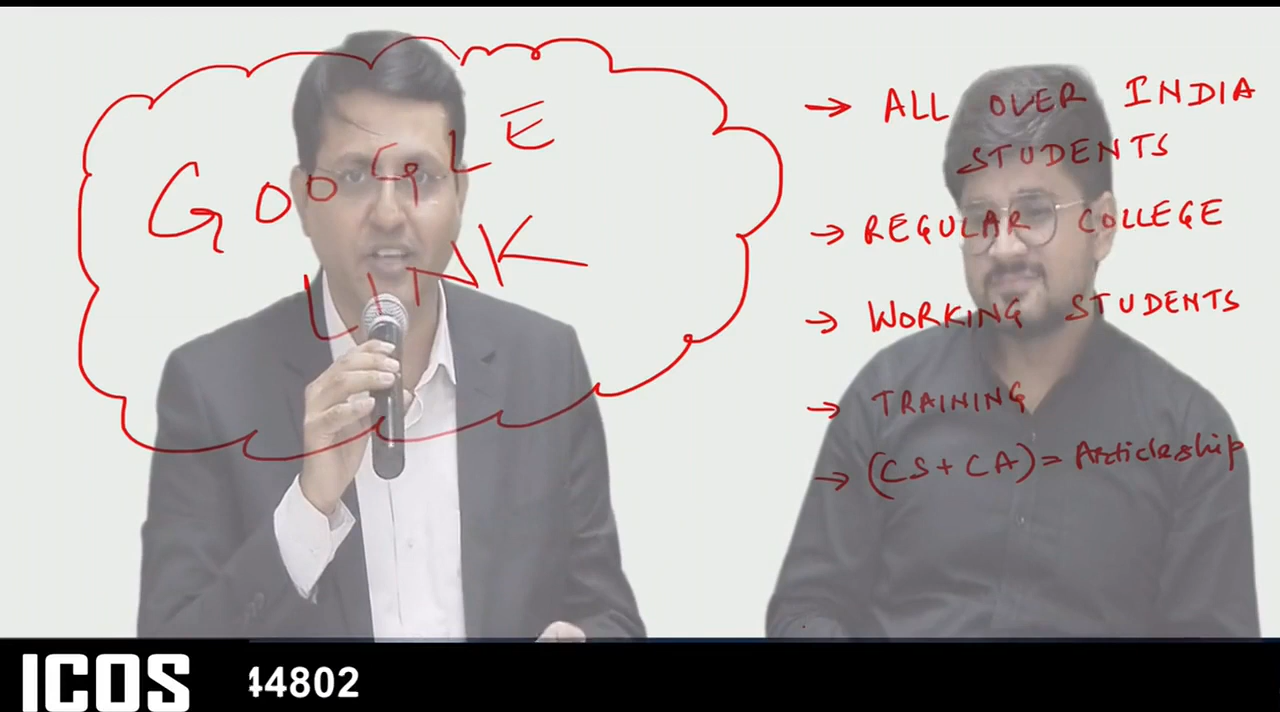 GOOGLE
LINK
→ ALL OVER INDIA
STUDENTS
→ REGULAR COLLEGE
→ WORKING STUDENTS
→ TRAINING
→ (CS+CA) = Articleship
ICOS
44802